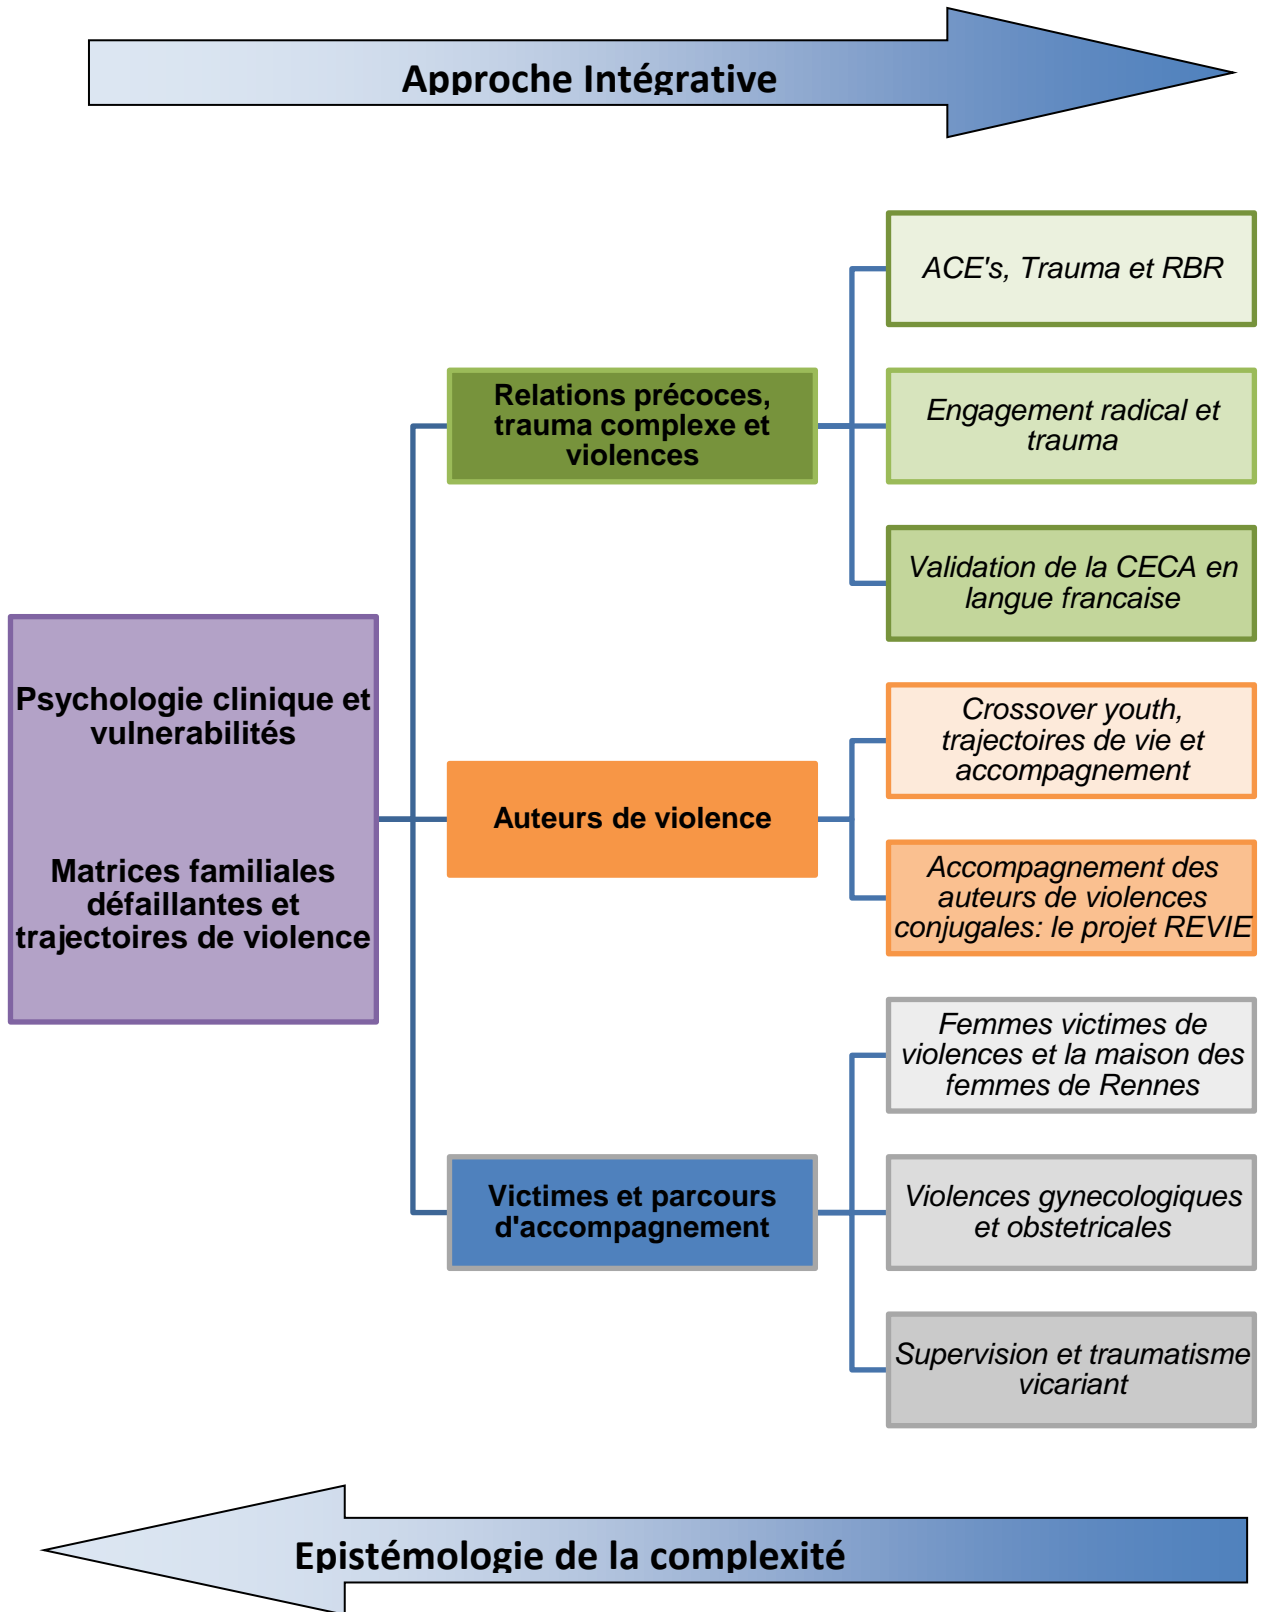 Approche Intégrative
ACE's, Trauma et RBR
Relations précoces,
trauma complexe et
violences
Engagement radical et
trauma
Validation de la CECA en
langue francaise
Psychologie clinique et
vulnerabilités
Matrices familiales
défaillantes et
trajectoires de violence
Auteurs de violence
Crossover youth,
trajectoires de vie et
accompagnement
Accompagnement des
auteurs de violences
conjugales: le projet REVIE
Victimes et parcours
d'accompagnement
Femmes victimes de
violences et la maison des
femmes de Rennes
Violences gynecologiques
et obstetricales
Supervision et traumatisme
vicariant
Epistémologie de la complexité